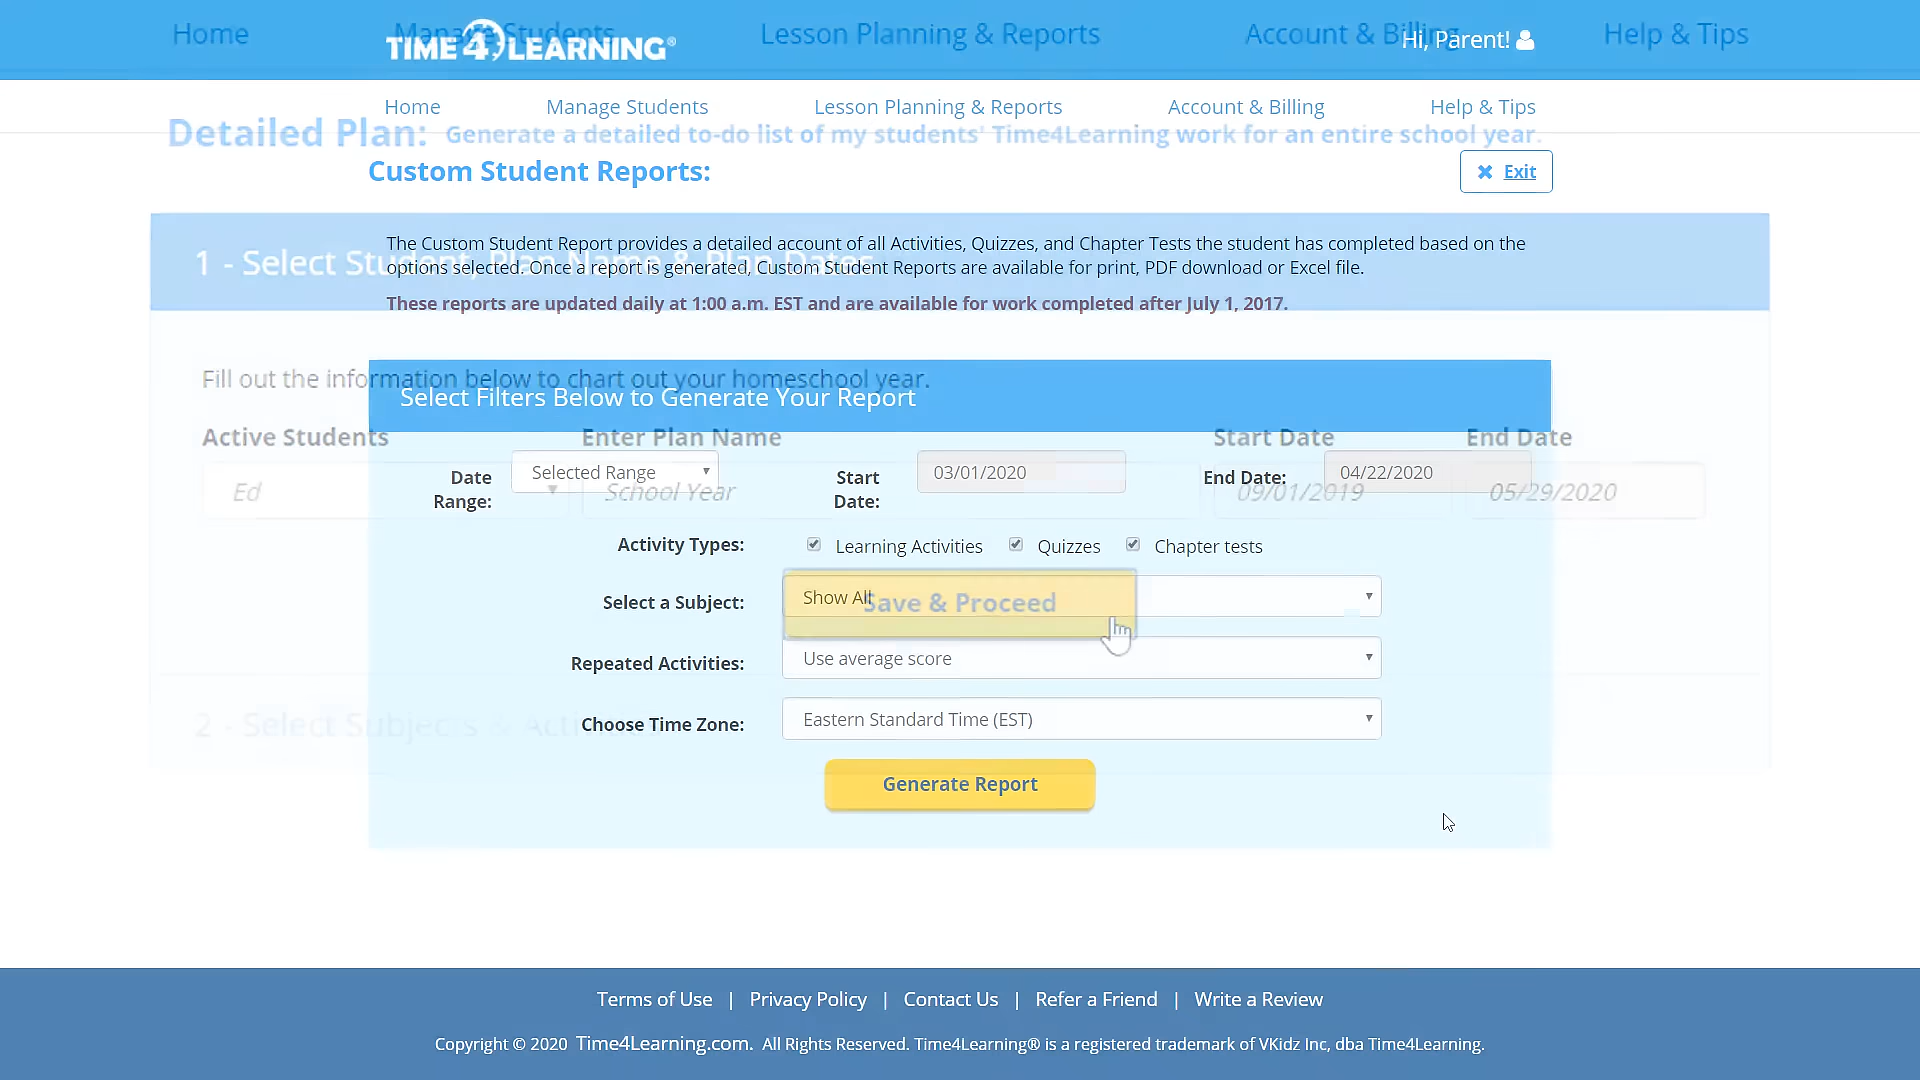 Home Manage Students Lesson Planning & Reports Account & Billing Help & Tips
TIME4LEARNING®
Hi, Parent!
Home Manage Students Lesson Planning & Reports Account & Billing Help & Tips
Detailed Plan: Generate a detailed to-do list of my students' Time4Learning work for an entire school year.
Custom Student Reports:
Exit
The Custom Student Report provides a detailed account of all Activities, Quizzes, and Chapter Tests the student has completed based on the
1 - Select Student, Plan Name & Plan Dates
options selected. Once a report is generated, Custom Student Reports are available for print, PDF download or Excel file.
These reports are updated daily at 1:00 a.m. EST and are available for work completed after July 1, 2017.
Fill out the information below to chart out your homeschool year.
Select Filters Below to Generate Your Report
Active Students Enter Plan Name Start Date End Date
Date Range: Selected Range Start Date: 03/01/2020 End Date: 04/22/2020
Ed School Year 09/01/2019 05/29/2020
Activity Types: Learning Activities Quizzes Chapter tests
Select a Subject: Show All
Save & Proceed
Repeated Activities: Use average score
2 - Select Subjects &
Choose Time Zone: Eastern Standard Time (EST)
Generate Report
Terms of Use | Privacy Policy | Contact Us | Refer a Friend | Write a Review
Copyright © 2020 Time4Learning.com. All Rights Reserved. Time4Learning® is a registered trademark of VKidz Inc, dba Time4Learning.